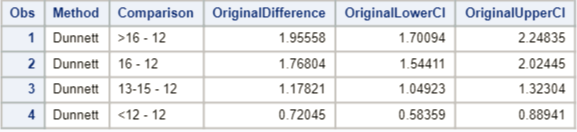 Obs Method Comparison OriginalDifference OriginalLowerCI OriginalUpperCI
1 Dunnett >16 - 12 1.95558 1.70094 2.24835
2 Dunnett 16 - 12 1.76804 1.54411 2.02445
3 Dunnett 13-15 - 12 1.17821 1.04923 1.32304
4 Dunnett <12 - 12 0.72045 0.58359 0.88941